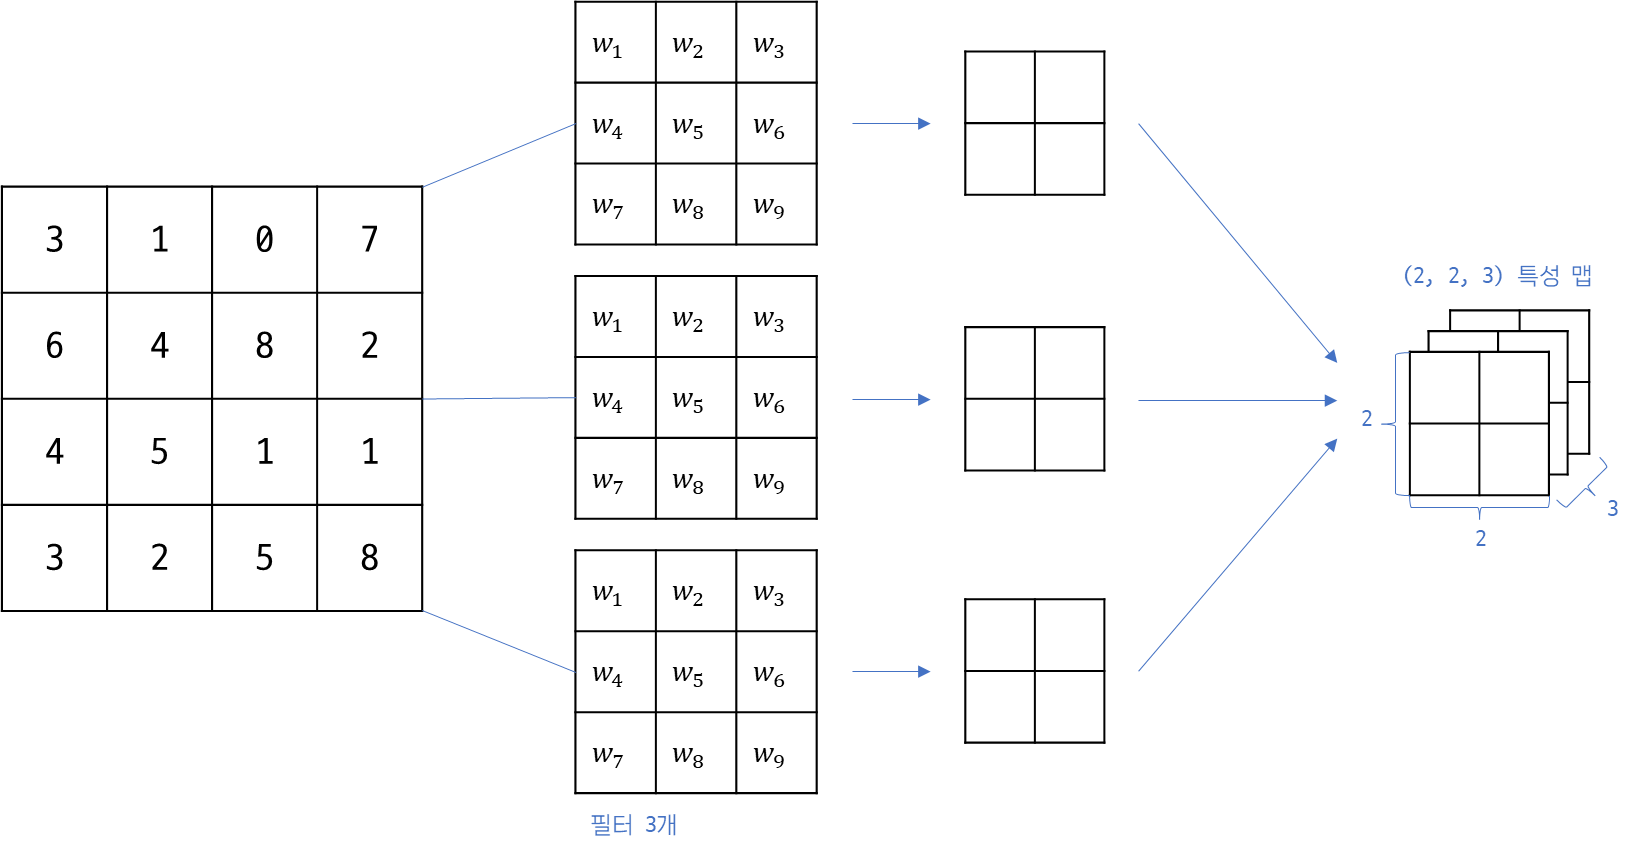 3 1 0 7
6 4 8 2
4 5 1 1
3 2 5 8
w₁ w₂ w₃
w₄ w₅ w₆
w₇ w₈ w₉
w₁ w₂ w₃
w₄ w₅ w₆
w₇ w₈ w₉
w₁ w₂ w₃
w₄ w₅ w₆
w₇ w₈ w₉
필터 3개
(2, 2, 3) 특성 맵
2
3
2